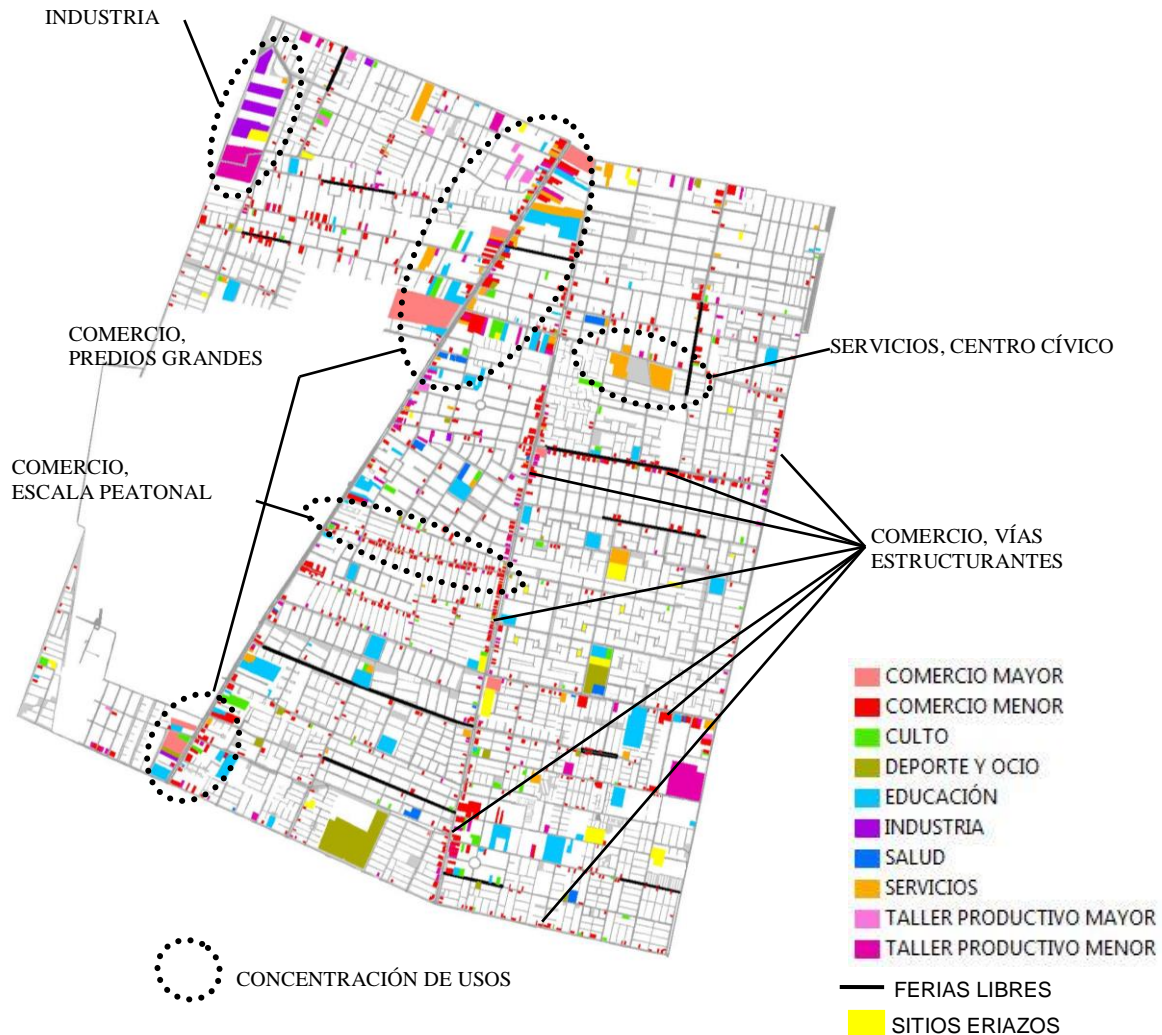 INDUSTRIA
COMERCIO,
PREDIOS GRANDES
SERVICIOS, CENTRO CÍVICO
COMERCIO,
ESCALA PEATONAL
COMERCIO, VÍAS
ESTRUCTURANTES
COMERCIO MAYOR
COMERCIO MENOR
CULTO
DEPORTE Y OCIO
EDUCACIÓN
INDUSTRIA
SALUD
SERVICIOS
TALLER PRODUCTIVO MAYOR
TALLER PRODUCTIVO MENOR
FERIAS LIBRES
SITIOS ERIAZOS
CONCENTRACIÓN DE USOS